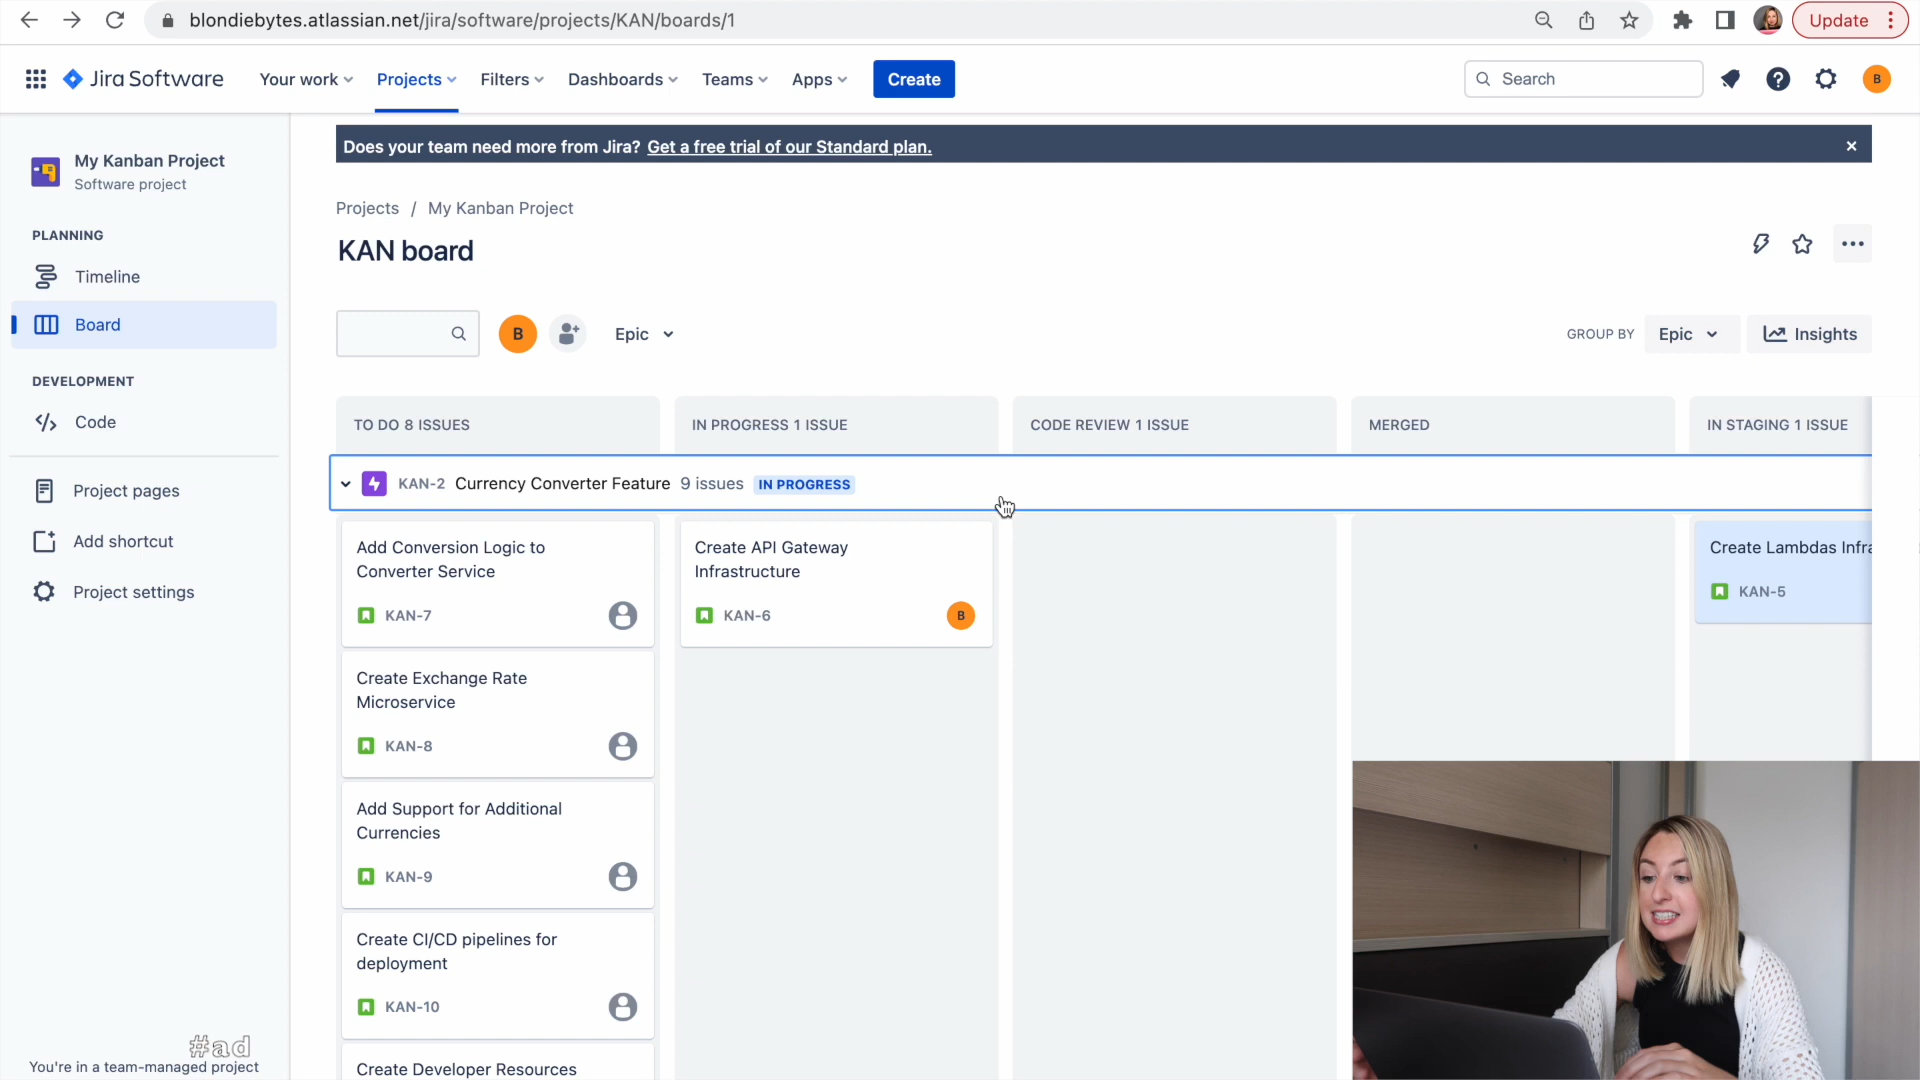 blondiebytes.atlassian.net/jira/software/projects/KAN/boards/1
Update
Jira Software
Your work
Projects
Filters
Dashboards
Teams
Apps
Create
Search
B
My Kanban Project
Software project
PLANNING
Timeline
Board
DEVELOPMENT
Code
Project pages
Add shortcut
Project settings
#ad
You're in a team-managed project
Does your team need more from Jira? Get a free trial of our Standard plan.
Projects / My Kanban Project
KAN board
B
Epic
GROUP BY
Epic
Insights
TO DO 8 ISSUES
IN PROGRESS 1 ISSUE
CODE REVIEW 1 ISSUE
MERGED
IN STAGING 1 ISSUE
KAN-2 Currency Converter Feature 9 issues IN PROGRESS
Add Conversion Logic to
Converter Service
KAN-7
Create Exchange Rate
Microservice
KAN-8
Add Support for Additional
Currencies
KAN-9
Create CI/CD pipelines for
deployment
KAN-10
Create Developer Resources
Create API Gateway
Infrastructure
KAN-6
B
Create Lambdas Infra
KAN-5